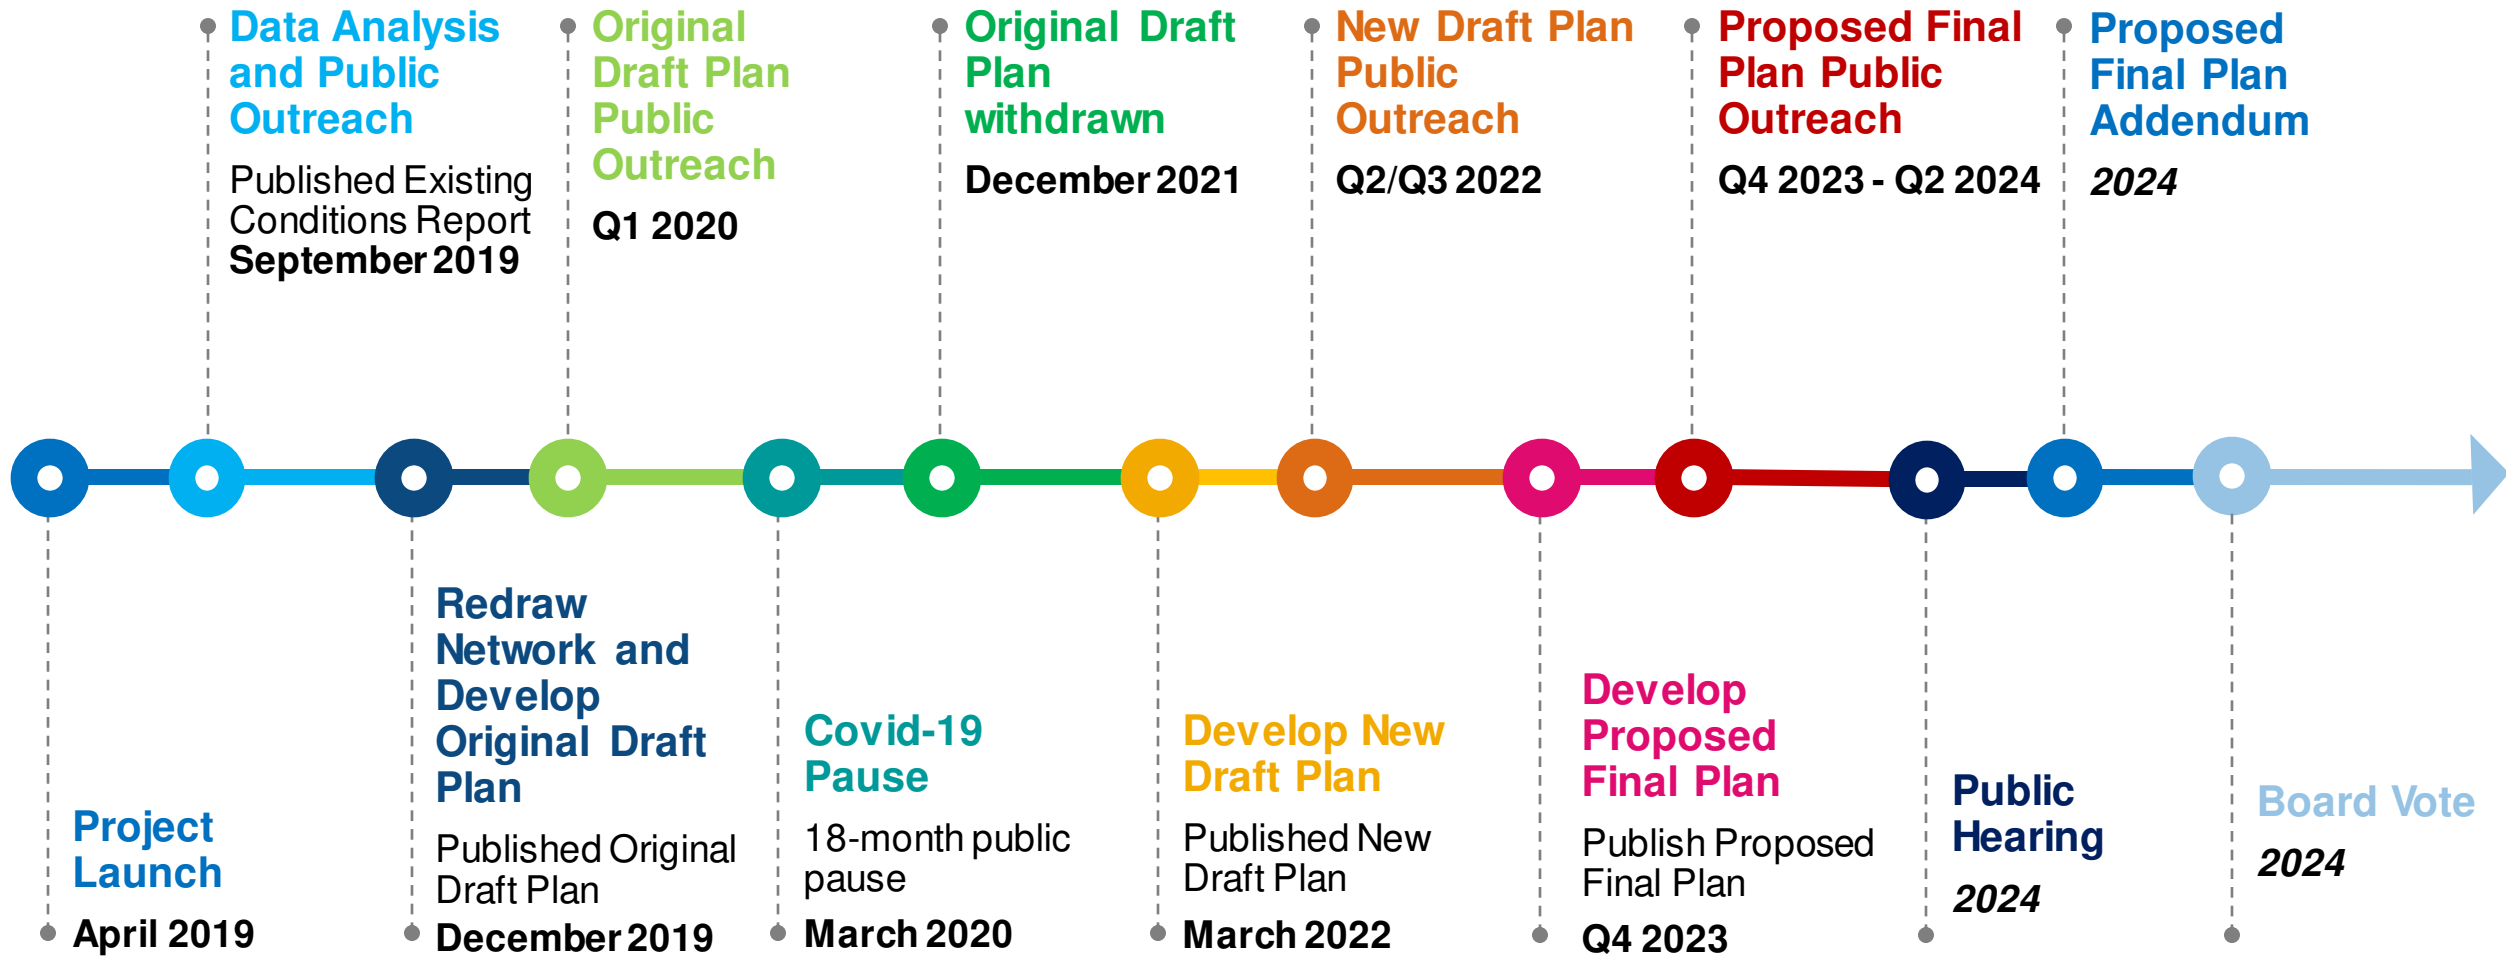 Data Analysis
and Public
Outreach
Published Existing
Conditions Report
September 2019
Original
Draft Plan
Public
Outreach
Q1 2020
Original Draft
Plan
withdrawn
December 2021
New Draft Plan
Public
Outreach
Q2/Q3 2022
Proposed Final
Plan Public
Outreach
Q4 2023 - Q2 2024
Proposed
Final Plan
Addendum
2024
Project
Launch
April 2019
Redraw
Network and
Develop
Original Draft
Plan
Published Original
Draft Plan
December 2019
Covid-19
Pause
18-month public
pause
March 2020
Develop New
Draft Plan
Published New
Draft Plan
March 2022
Develop
Proposed
Final Plan
Publish Proposed
Final Plan
Q4 2023
Public
Hearing
2024
Board Vote
2024